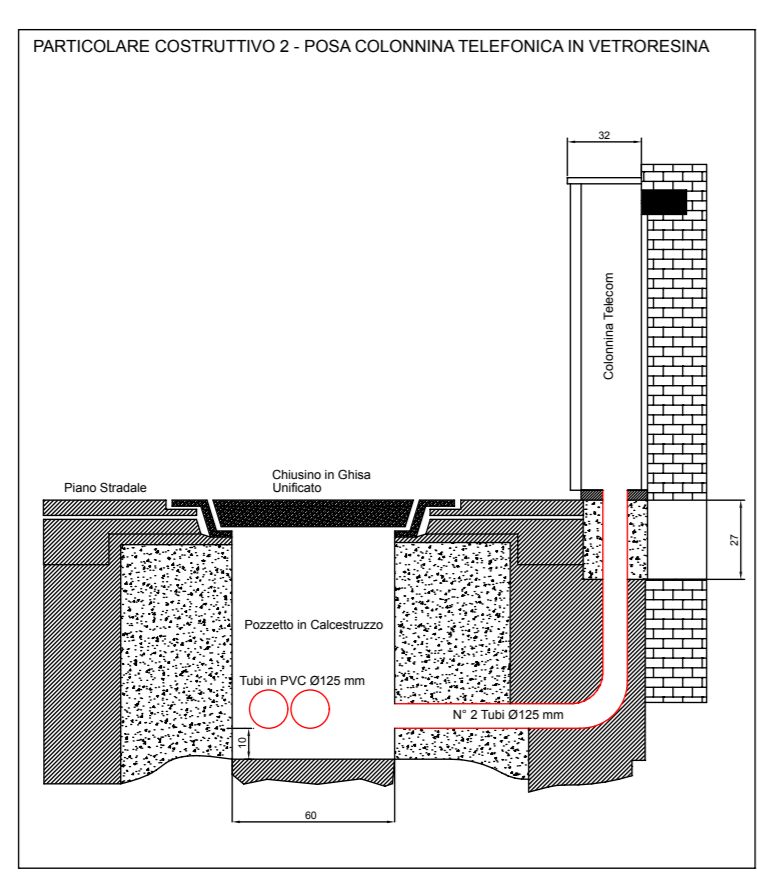 PARTICOLARE COSTRUTTIVO 2 - POSA COLONNINA TELEFONICA IN VETRORESINA
32
Colonnina Telecom
Chiusino in Ghisa
Unificato
Piano Stradale
27
Pozzetto in Calcestruzzo
Tubi in PVC Ø125 mm
N° 2 Tubi Ø125 mm
10
60